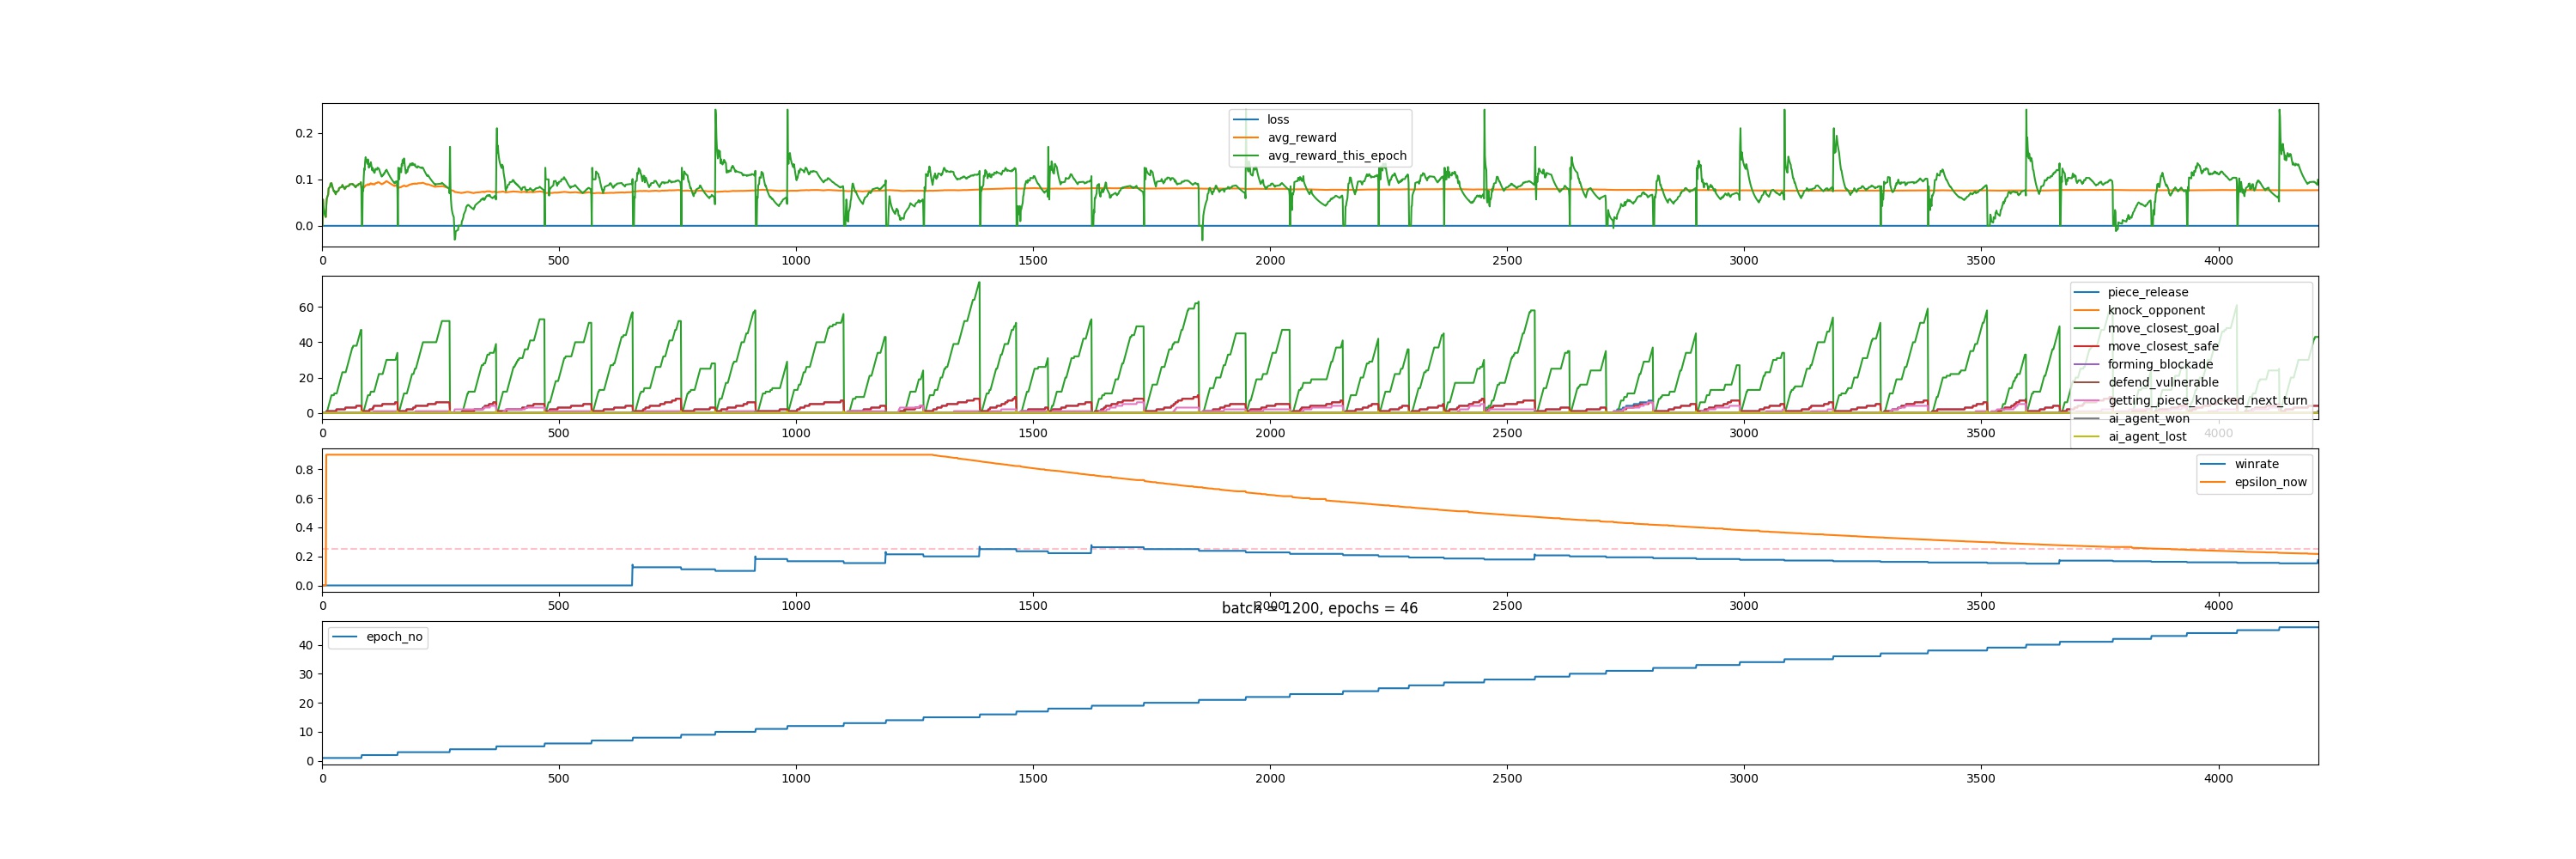 0.2
0.1
0.0
loss
avg_reward
avg_reward_this_epoch
0 500 1000 1500 2000 2500 3000 3500 4000
60
40
20
0
piece_release
knock_opponent
move_closest_goal
move_closest_safe
forming_blockade
defend_vulnerable
getting_piece_knocked_next_turn
ai_agent_won
ai_agent_lost
0 500 1000 1500 2000 2500 3000 3500 4000
0.8
0.6
0.4
0.2
0.0
winrate
epsilon_now
0 500 1000 1500 2000 2500 3000 3500 4000
batch = 1200, epochs = 46
40
30
20
10
0
epoch_no
0 500 1000 1500 2000 2500 3000 3500 4000